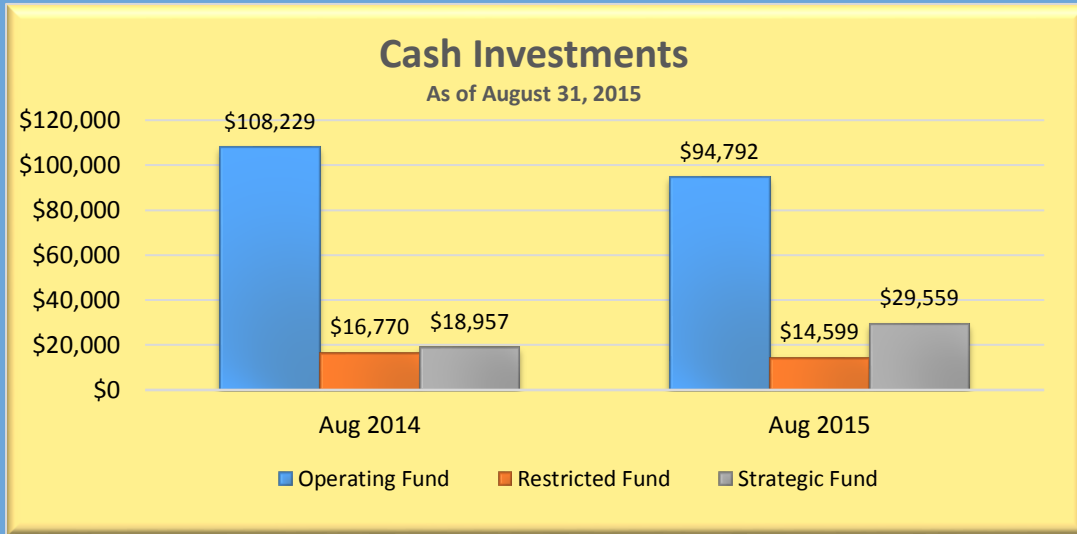 Cash Investments
As of August 31, 2015
$120,000
$100,000
$80,000
$60,000
$40,000
$20,000
$0
$108,229
$16,770
$18,957
$94,792
$14,599
$29,559
Aug 2014
Aug 2015
Operating Fund
Restricted Fund
Strategic Fund